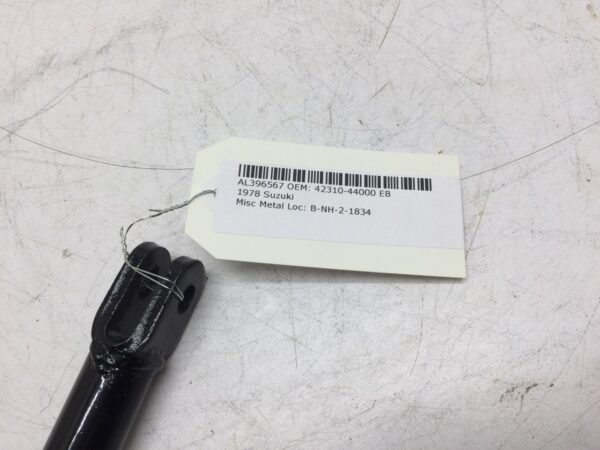 AL396567 OEM: 42310-44000 EB
1978 Suzuki
Misc Metal Loc: B-NH-2-1834